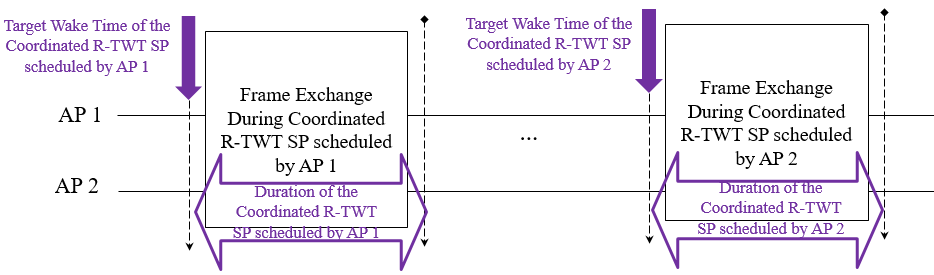 Target Wake Time of the
Coordinated R-TWT SP
scheduled by AP 1
Target Wake Time of the
Coordinated R-TWT SP
scheduled by AP 2
AP 1
Frame Exchange
During Coordinated
R-TWT SP scheduled
by AP 1
...
Frame Exchange
During Coordinated
R-TWT SP scheduled
by AP 2
AP 2
Duration of the
Coordinated R-TWT
SP scheduled by AP 1
Duration of the
Coordinated R-TWT
SP scheduled by AP 2